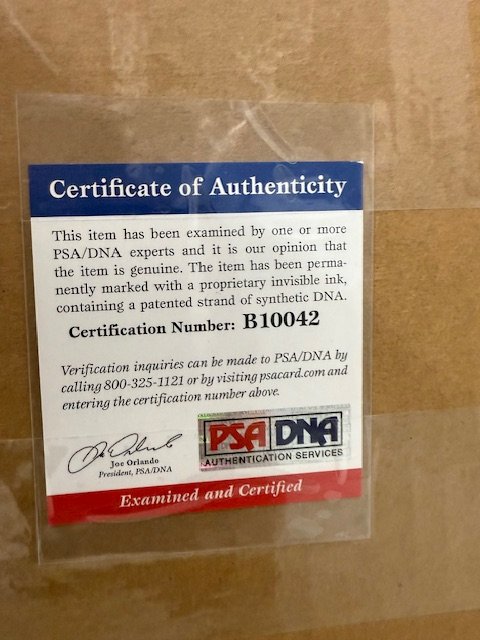 Certificate of Authenticity
This item has been examined by one or more
PSA/DNA experts and it is our opinion that
the item is genuine. The item has been perma-
nently marked with a proprietary invisible ink,
containing a patented strand of synthetic DNA.
Certification Number: B10042
Verification inquiries can be made to PSA/DNA by
calling 800-325-1121 or by visiting psacard.com and
entering the certification number above.
Joe Orlando
President, PSA/DNA
PSA DNA
AUTHENTICATION SERVICES
Examined and Certified